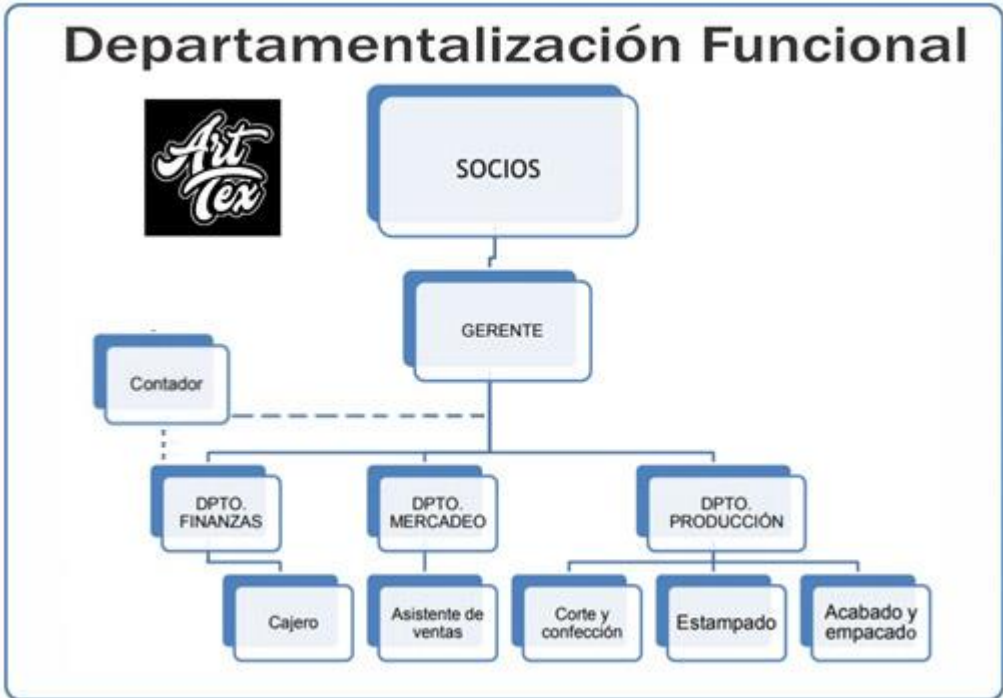 Departamentalización Funcional
Art
Tex
SOCIOS
GERENTE
Contador
DPTO.
FINANZAS
DPTO.
MERCADEO
DPTO.
PRODUCCIÓN
Cajero
Asistente de
ventas
Corte y
confección
Estampado
Acabado y
empacado